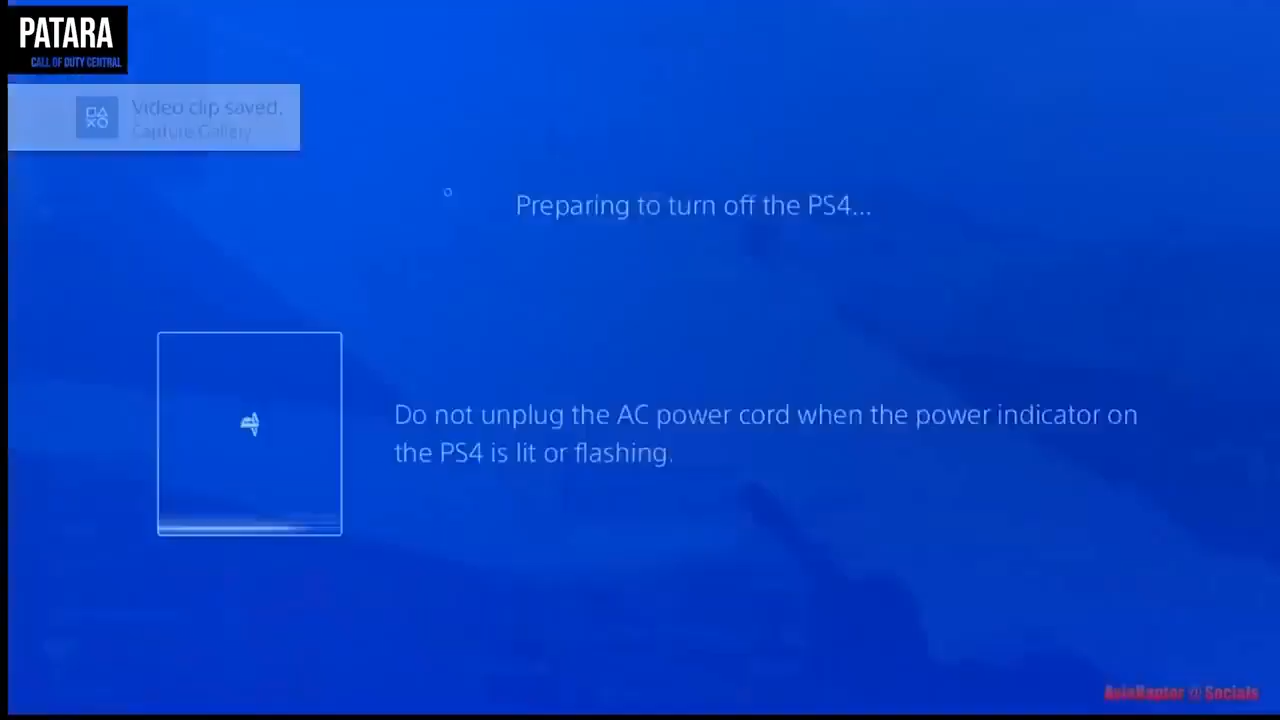 PATARA
CALL OF DUTY CENTRAL
Video clip saved.
Capture Gallery
Preparing to turn off the PS4...
Do not unplug the AC power cord when the power indicator on
the PS4 is lit or flashing.
@ Socials